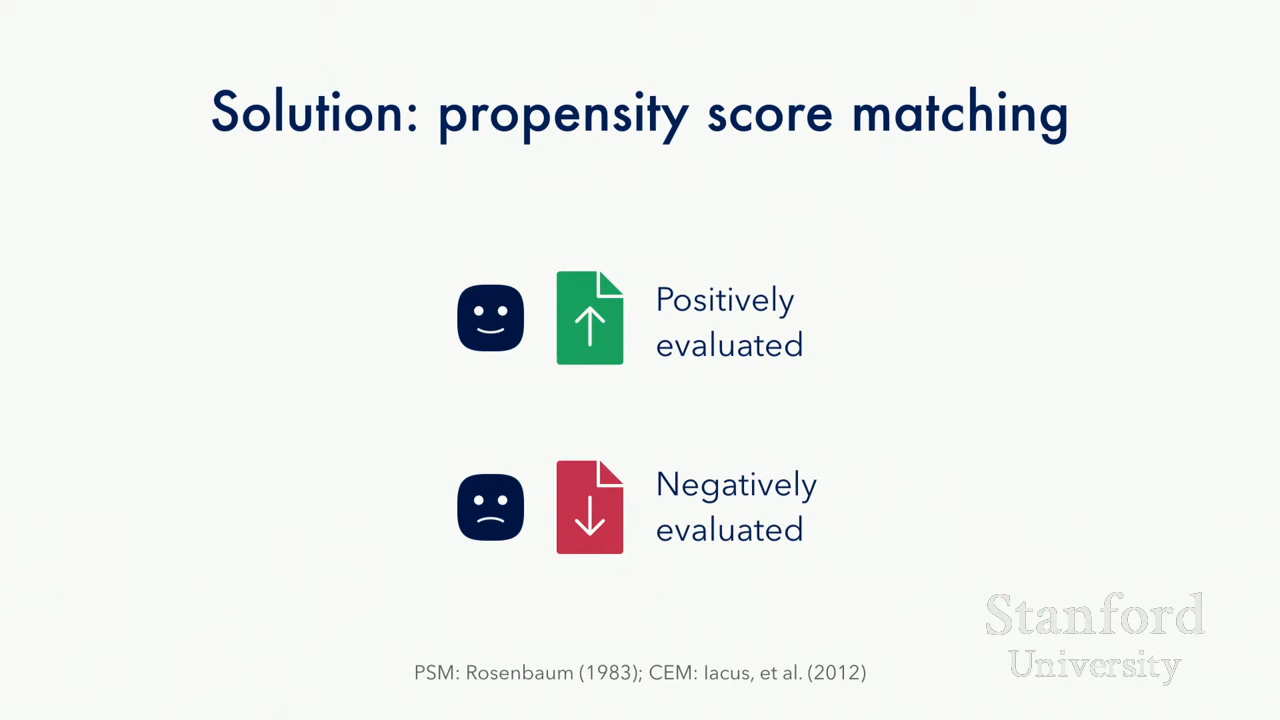 Solution: propensity score matching
Positively
evaluated
Negatively
evaluated
Stanford
University
PSM: Rosenbaum (1983); CEM: Iacus, et al. (2012)